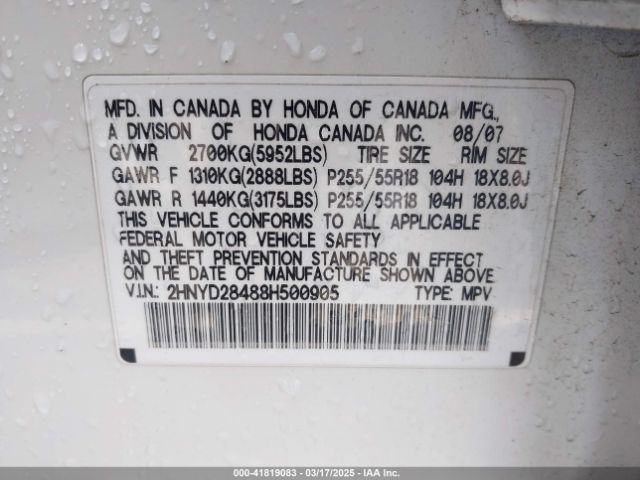 MFD. IN CANADA BY HONDA OF CANADA MFG.,
A DIVISION OF HONDA CANADA INC. 08/07
GVWR 2700KG(5952LBS) TIRE SIZE RIM SIZE
GAWR F 1310KG(2888LBS) P255/55R18 104H 18X8.0J
GAWR R 1440KG(3175LBS) P255/55R18 104H 18X8.0J
THIS VEHICLE CONFORMS TO ALL APPLICABLE
FEDERAL MOTOR VEHICLE SAFETY
AND THEFT PREVENTION STANDARDS IN EFFECT
ON THE DATE OF MANUFACTURE SHOWN ABOVE
V.I.N.: 2HNYD28488H500905 TYPE: MPV
000-41819083 - 03/17/2025 - IAA Inc.